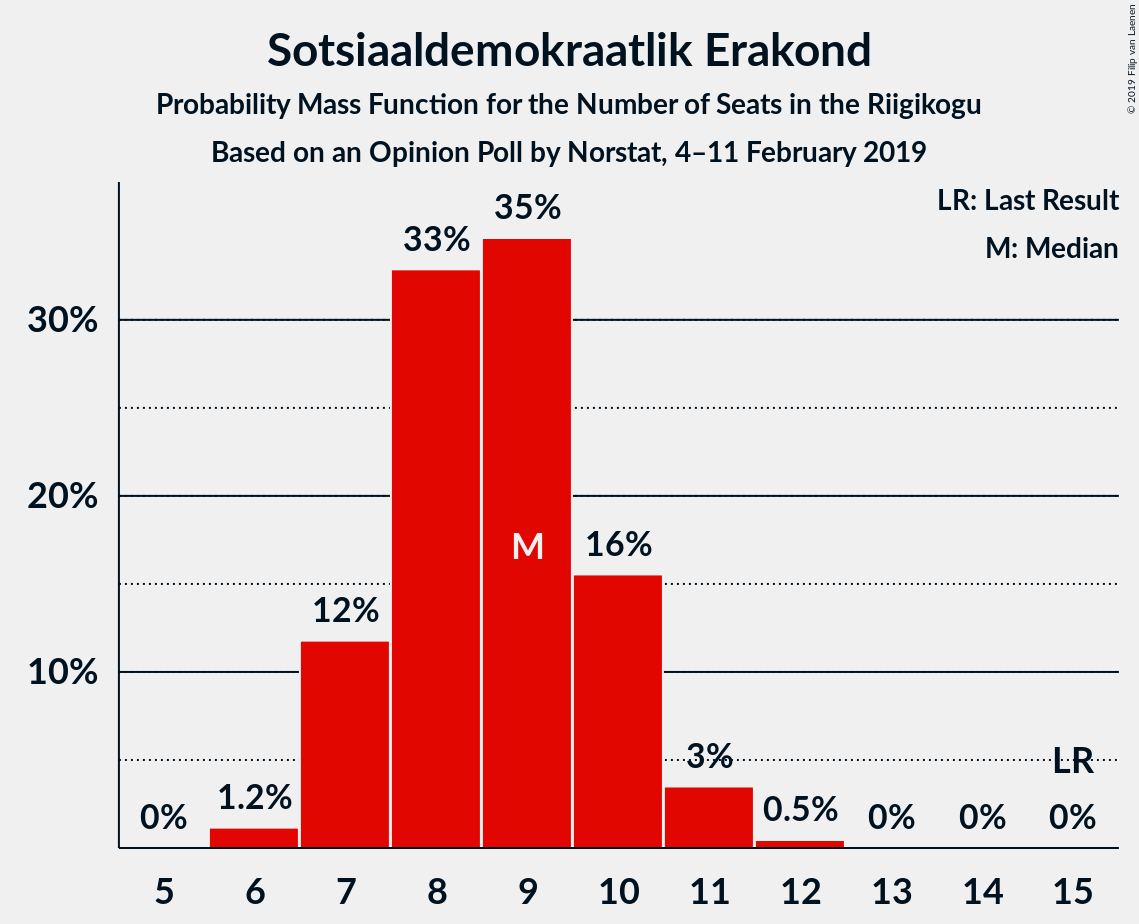 Sotsiaaldemokraatlik Erakond
Probability Mass Function for the Number of Seats in the Riigikogu
Based on an Opinion Poll by Norstat, 4–11 February 2019
© 2019 Filip van Laenen
LR: Last Result
M: Median
30%
20%
10%
0%
1.2%
12%
33%
35%
M
16%
3%
0.5%
0%
0%
LR
0%
5 6 7 8 9 10 11 12 13 14 15